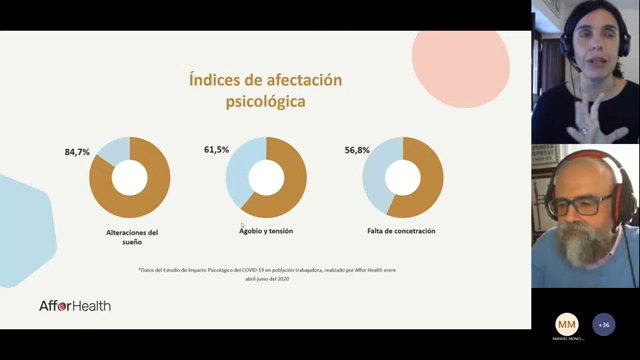 Índices de afectación
psicológica
84,7%
61,5%
56,8%
Alteraciones del
sueño
Agobio y tensión
Falta de concetración
*Datos del Estudio de Impacto Psicológico del COVID-19 en población trabajadora, realizado por Affor Health entre
abril-junio del 2020
AfforHealth
MM
+36